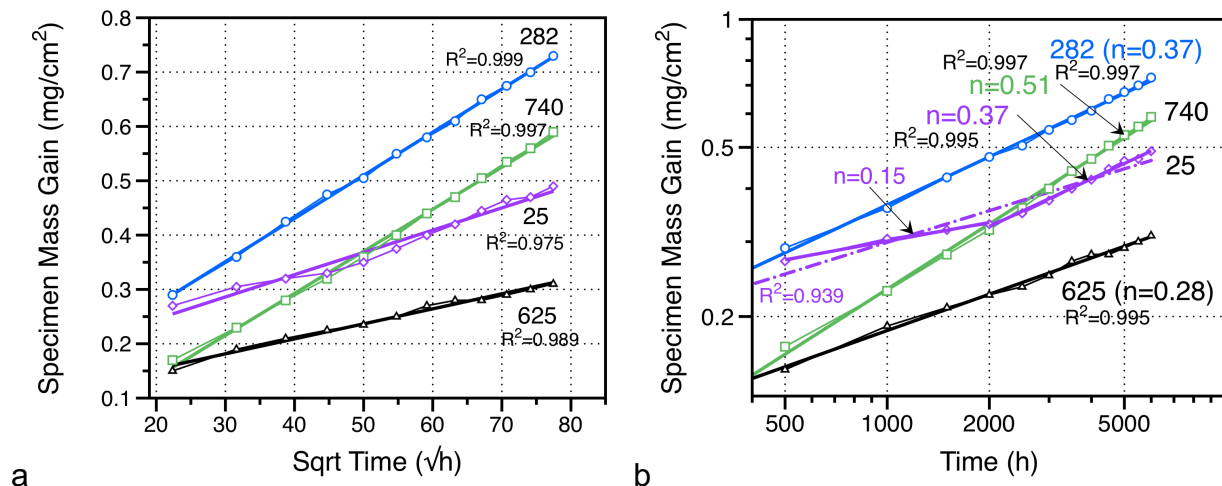 0.8
0.7
0.6
0.5
0.4
0.3
0.2
0.1
Specimen Mass Gain (mg/cm²)
282
R²=0.999
740
R²=0.997
25
R²=0.975
625
R²=0.989
20 30 40 50 60 70 80
Sqrt Time (√h)
a
1
0.5
0.2
Specimen Mass Gain (mg/cm²)
282 (n=0.37)
R²=0.997
R²=0.997
n=0.51
740
n=0.37
R²=0.995
25
n=0.15
R²=0.939
625 (n=0.28)
R²=0.995
500 1000 2000 5000
Time (h)
b